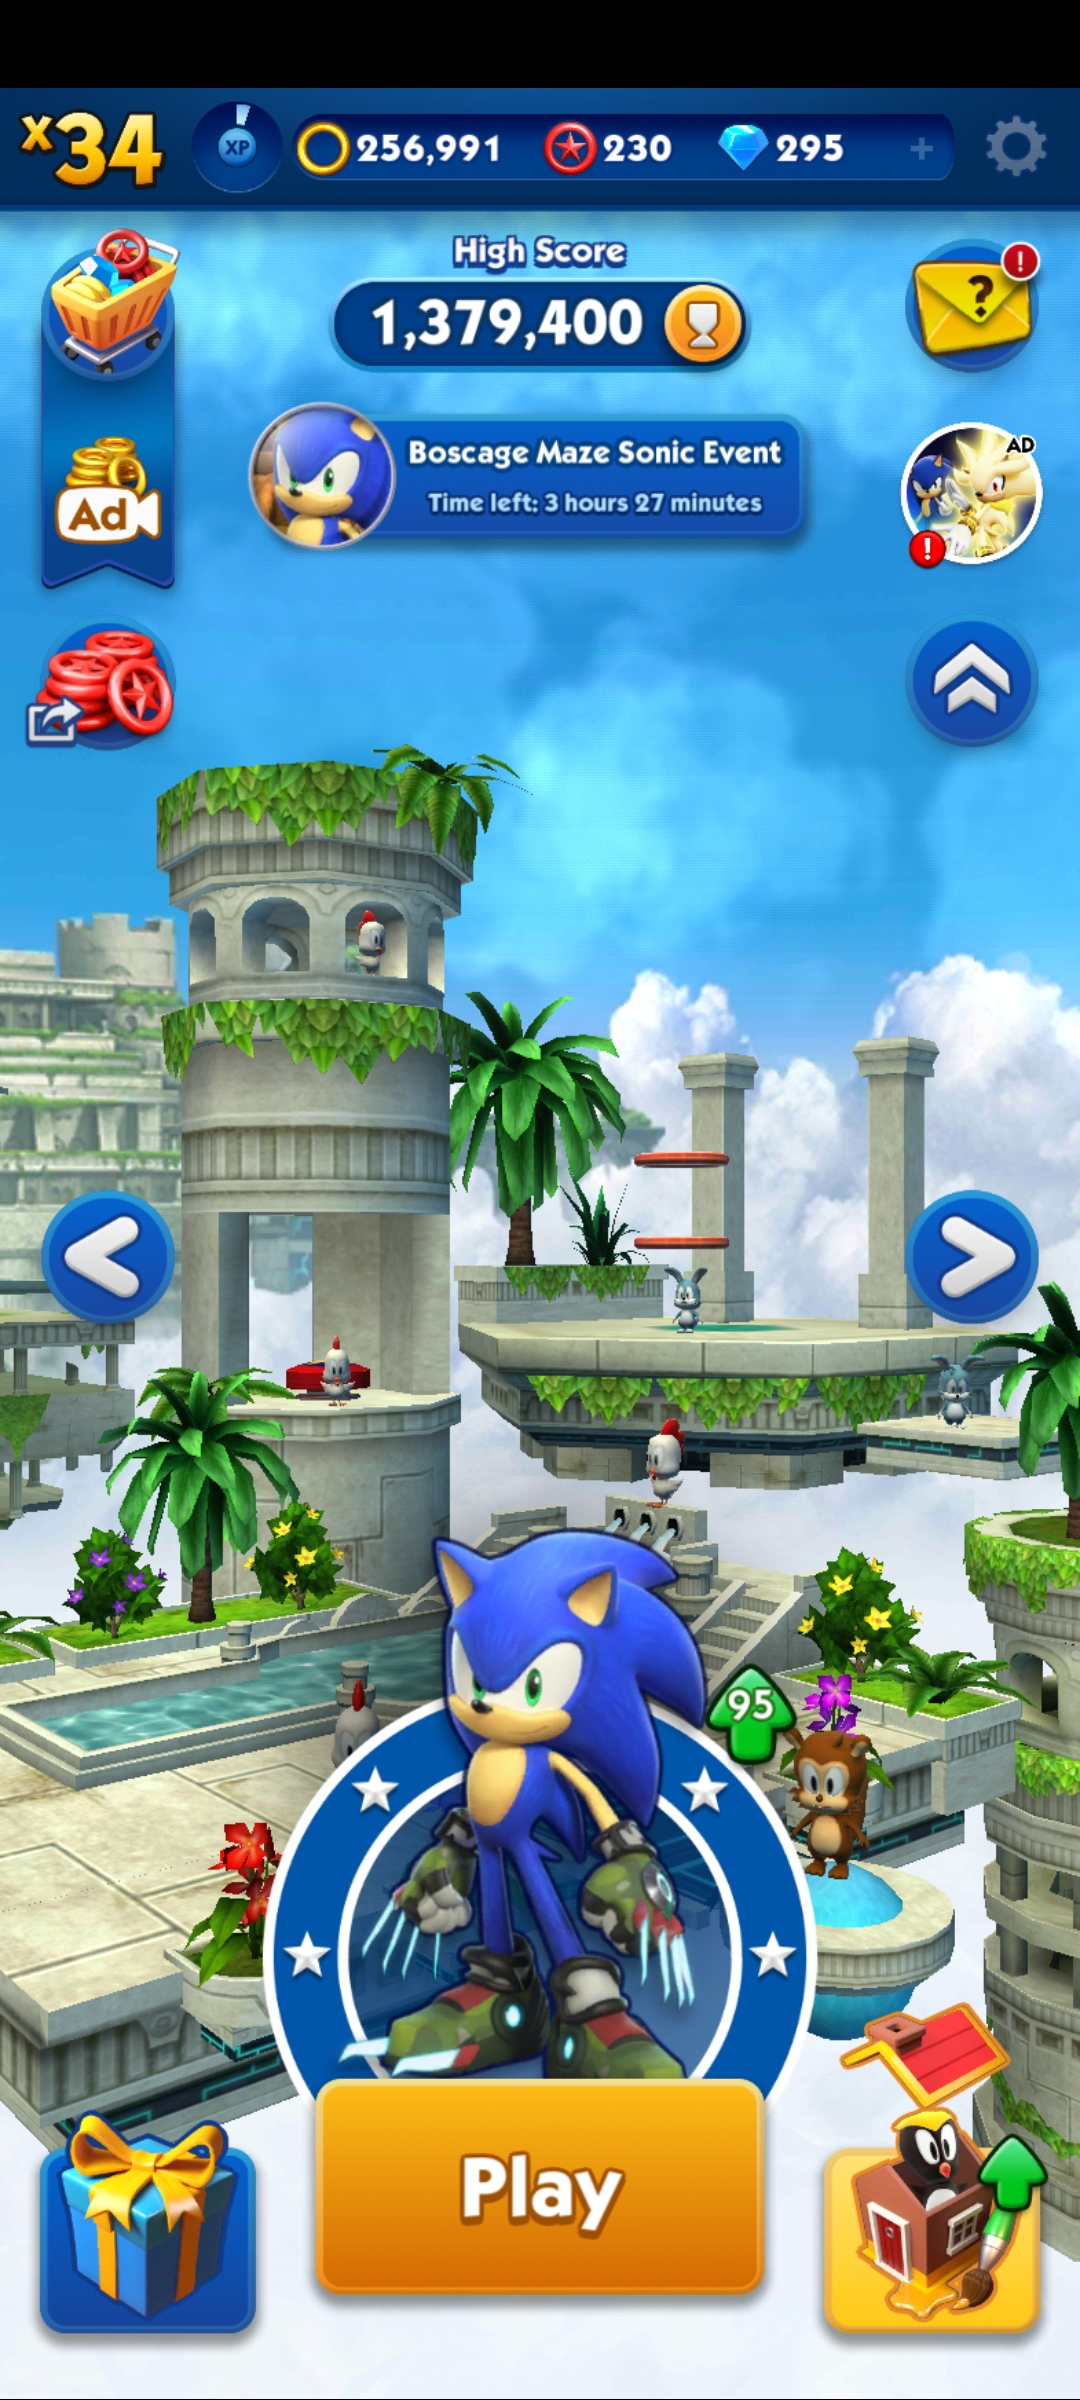 x34
XP
256,991
230
295
+
High Score
1,379,400
?
!
Boscage Maze Sonic Event
Time left: 3 hours 27 minutes
AD
!
Ad
95
Play